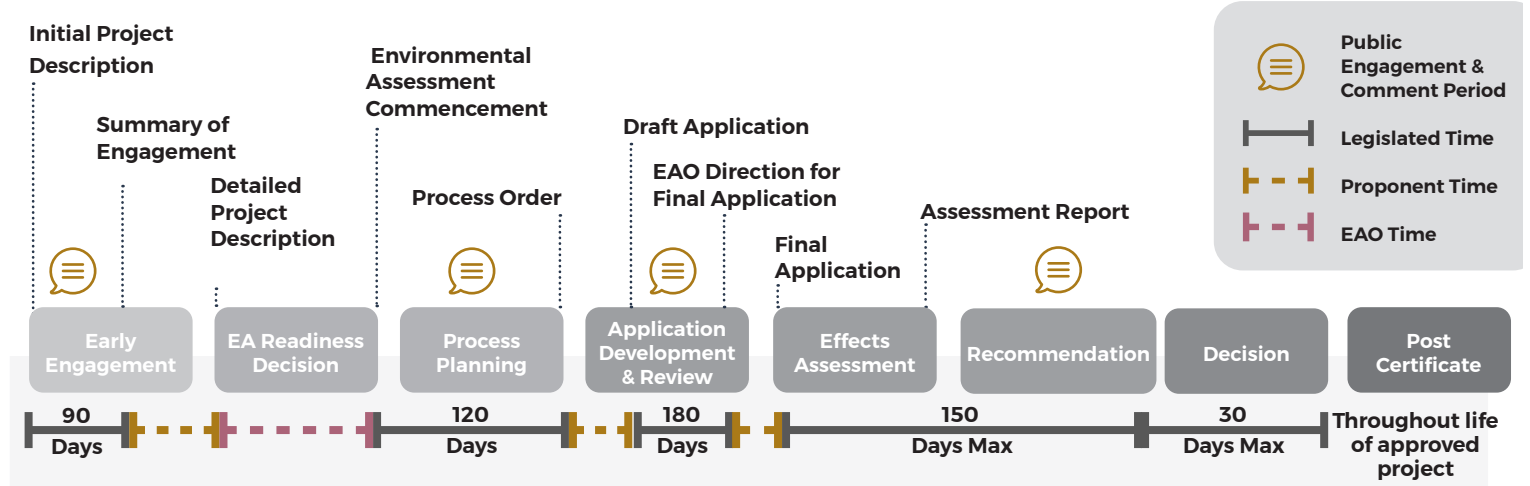 Initial Project
Description
Summary of
Engagement
Detailed
Project
Description
Environmental
Assessment
Commencement
Process Order
Draft Application
EAO Direction for
Final Application
Final
Application
Assessment Report
Public
Engagement &
Comment Period
Legislated Time
Proponent Time
EAO Time
Early
Engagement
EA Readiness
Decision
Process
Planning
Application
Development
& Review
Effects
Assessment
Recommendation
Decision
Post
Certificate
90
Days
120
Days
180
Days
150
Days Max
30
Days Max
Throughout life
of approved
project